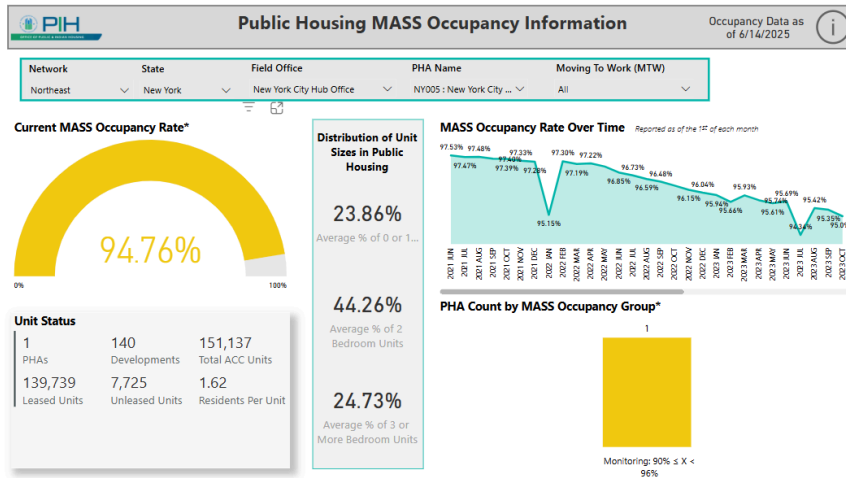 PIH
OFFICE OF PUBLIC & INDIAN HOUSING
Public Housing MASS Occupancy Information
Occupancy Data as
of 6/14/2025
i
Network
State
Field Office
PHA Name
Moving To Work (MTW)
Northeast
New York
New York City Hub Office
NY005 : New York City ...
All
Current MASS Occupancy Rate*
94.76%
0%
100%
Unit Status
1
140
151,137
PHAs
Developments
Total ACC Units
139,739
7,725
1.62
Leased Units
Unleased Units
Residents Per Unit
Distribution of Unit
Sizes in Public
Housing
23.86%
Average % of 0 or 1...
44.26%
Average % of 2
Bedroom Units
24.73%
Average % of 3 or
More Bedroom Units
MASS Occupancy Rate Over Time
Reported as of the 1ˢᵗ of each month
97.53%
97.47%
97.48%
97.40%
97.39%
97.33%
97.28%
95.15%
97.30%
97.19%
97.22%
96.85%
96.73%
96.59%
96.48%
96.15%
96.04%
95.94%
95.66%
95.93%
95.61%
95.74%
95.69%
94.34%
95.42%
95.35%
2021 JUN
2021 JUL
2021 AUG
2021 SEP
2021 OCT
2021 NOV
2021 DEC
2022 JAN
2022 FEB
2022 MAR
2022 APR
2022 MAY
2022 JUN
2022 JUL
2022 AUG
2022 SEP
2022 OCT
2022 NOV
2022 DEC
2023 JAN
2023 FEB
2023 MAR
2023 APR
2023 MAY
2023 JUN
2023 JUL
2023 AUG
2023 SEP
2023 OCT
PHA Count by MASS Occupancy Group*
1
Monitoring: 90% ≤ X <
96%